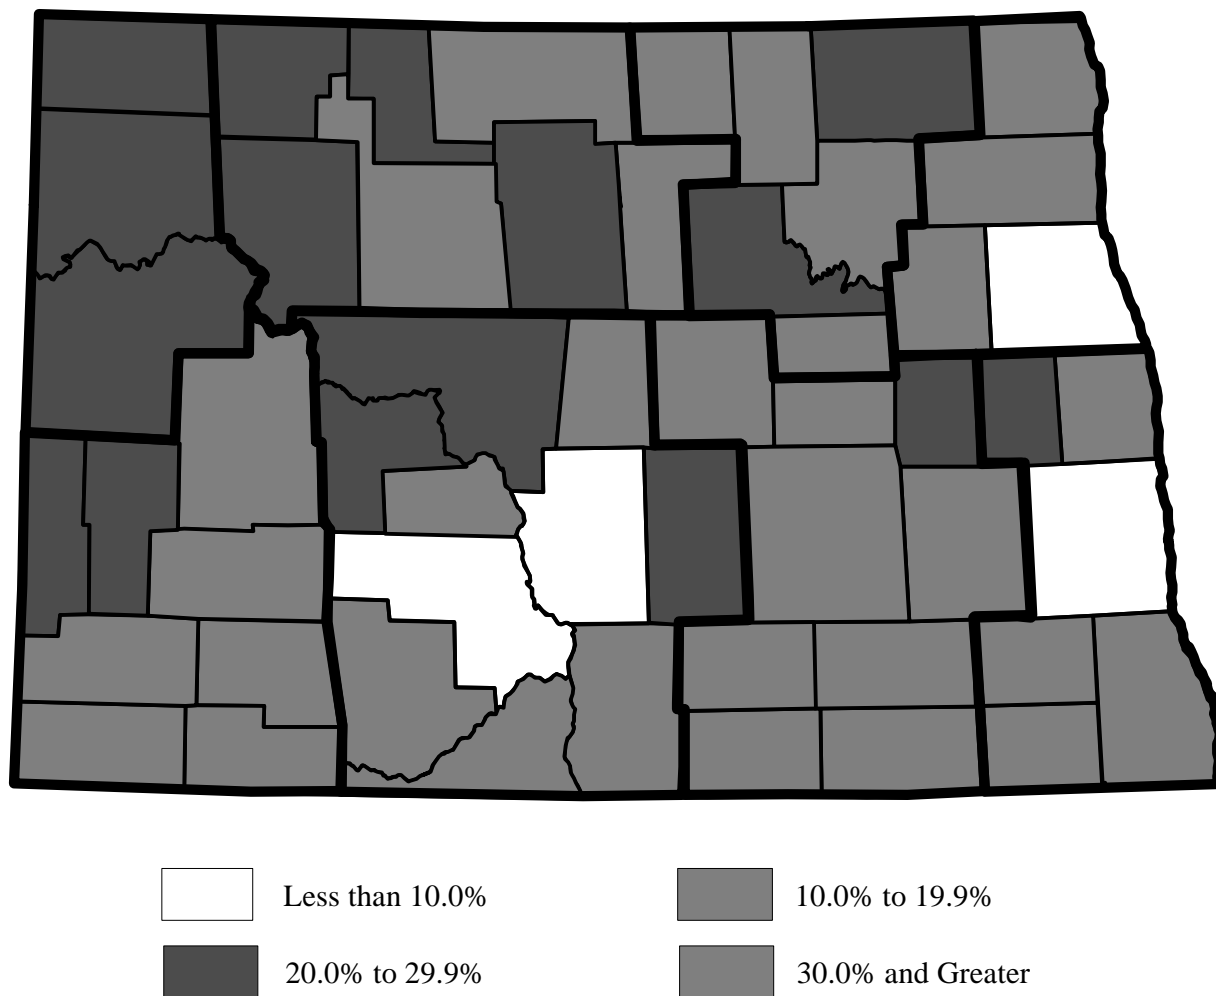 Less than 10.0%
10.0% to 19.9%
20.0% to 29.9%
30.0% and Greater